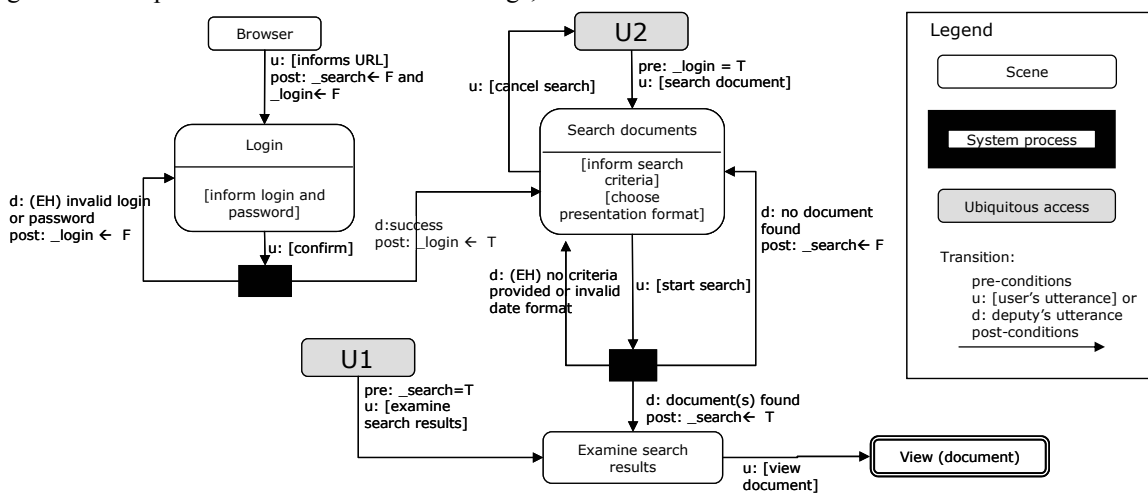 Browser
u: [informs URL]
post: _search← F and
_login← F
Login
[inform login and
password]
d: (EH) invalid login
or password
post: _login ← F
u: [confirm]
d:success
post: _login ← T
U2
pre: _login = T
u: [search document]
u: [cancel search]
Search documents
[inform search
criteria]
[choose
presentation format]
d: no document
found
post: _search← F
d: (EH) no criteria
provided or invalid
date format
u: [start search]
U1
pre: _search=T
u: [examine
search results]
d: document(s) found
post: _search← T
Examine search
results
u: [view
document]
View (document)
Legend
Scene
System process
Ubiquitous access
Transition:
pre-conditions
u: [user's utterance] or
d: deputy's utterance
post-conditions